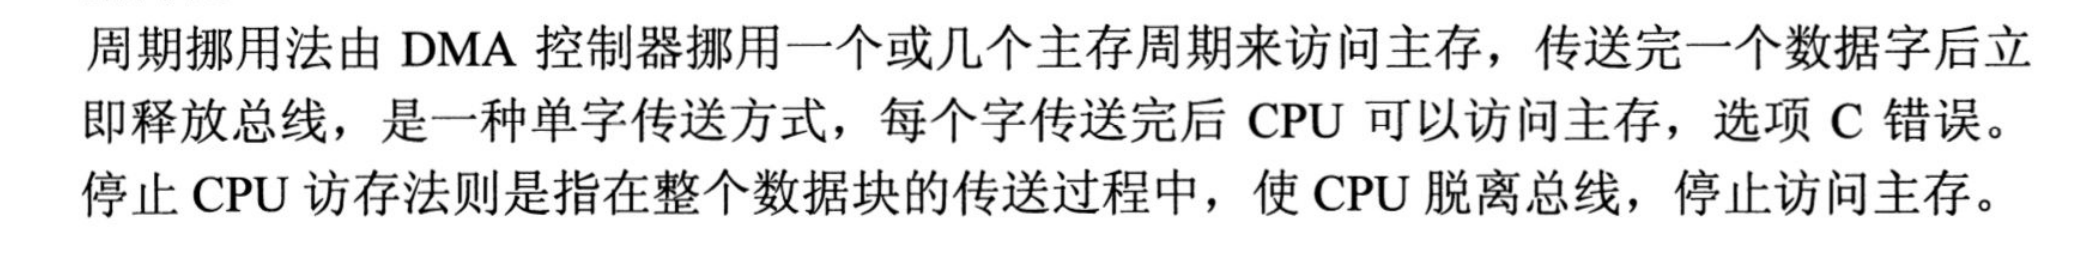 周期挪用法由 DMA 控制器挪用一个或几个主存周期来访问主存，传送完一个数据字后立
即释放总线，是一种单字传送方式，每个字传送完后 CPU 可以访问主存，选项 C 错误。
停止 CPU 访存法则是指在整个数据块的传送过程中，使 CPU 脱离总线，停止访问主存。